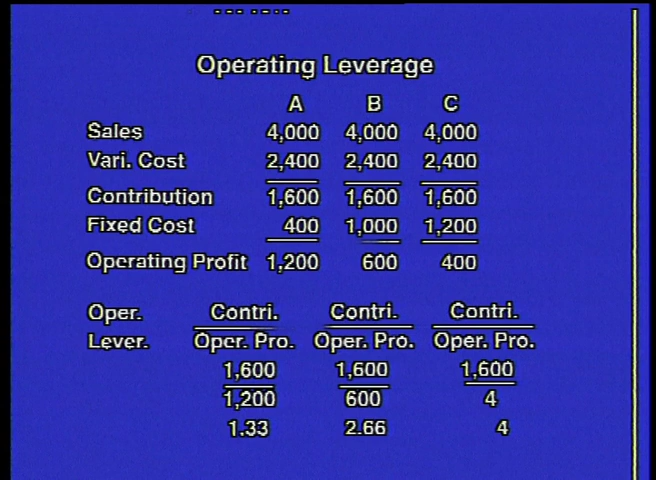 Operating Leverage
A B C
Sales 4,000 4,000 4,000
Vari. Cost 2,400 2,400 2,400
Contribution 1,600 1,600 1,600
Fixed Cost 400 1,000 1,200
Operating Profit 1,200 600 400
Oper. Contri. Contri. Contri.
Lever. Oper. Pro. Oper. Pro. Oper. Pro.
1,600 1,600 1,600
1,200 600 4
1.33 2.66 4